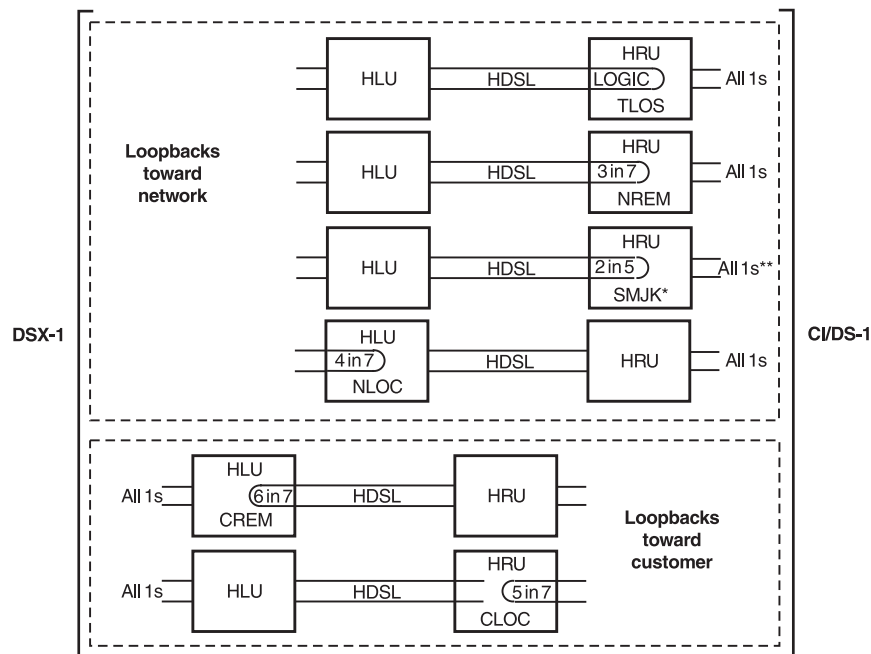 HRU
HLU HDSL LOGIC All 1s
TLOS
Loopbacks
toward
network
HRU
HLU HDSL 3 in 7 All 1s
NREM
HRU
HLU HDSL 2 in 5 All 1s**
SMJK*
DSX-1
CI/DS-1
HLU
4 in 7 HDSL HRU All 1s
NLOC
HLU
All 1s 6 in 7 HDSL HRU
CREM
Loopbacks
toward
customer
HRU
All 1s HLU HDSL 5 in 7
CLOC